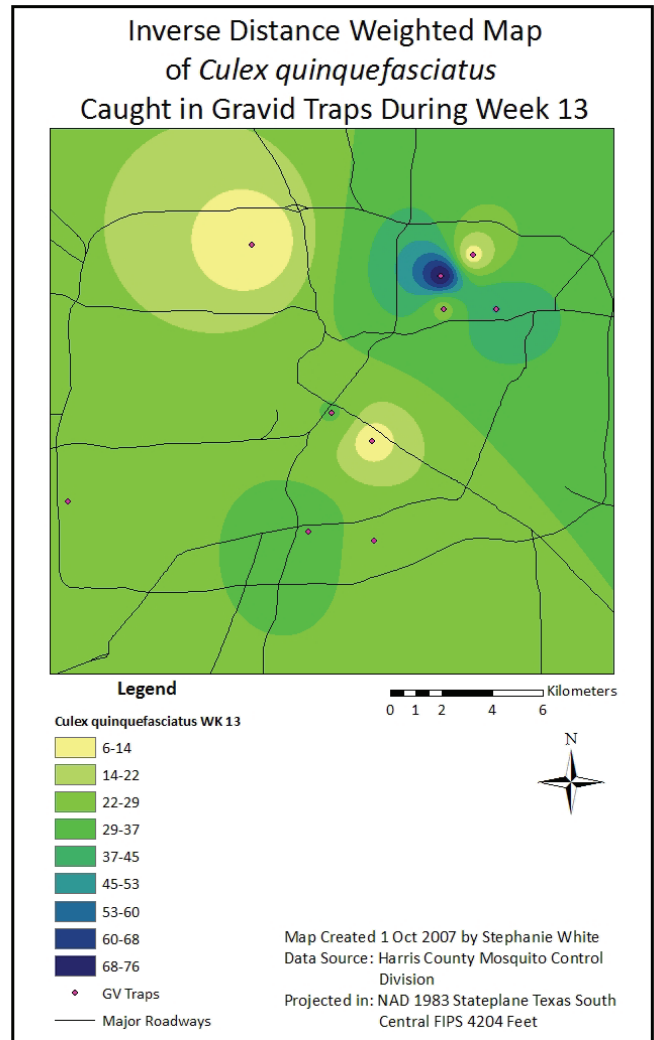 Inverse Distance Weighted Map
of Culex quinquefasciatus
Caught in Gravid Traps During Week 13
Legend
Kilometers
0 1 2 4 6
Culex quinquefasciatus WK 13
N
6-14
14-22
22-29
29-37
37-45
45-53
53-60
60-68
68-76
GV Traps
Major Roadways
Map Created 1 Oct 2007 by Stephanie White
Data Source: Harris County Mosquito Control
Division
Projected in: NAD 1983 Stateplane Texas South
Central FIPS 4204 Feet